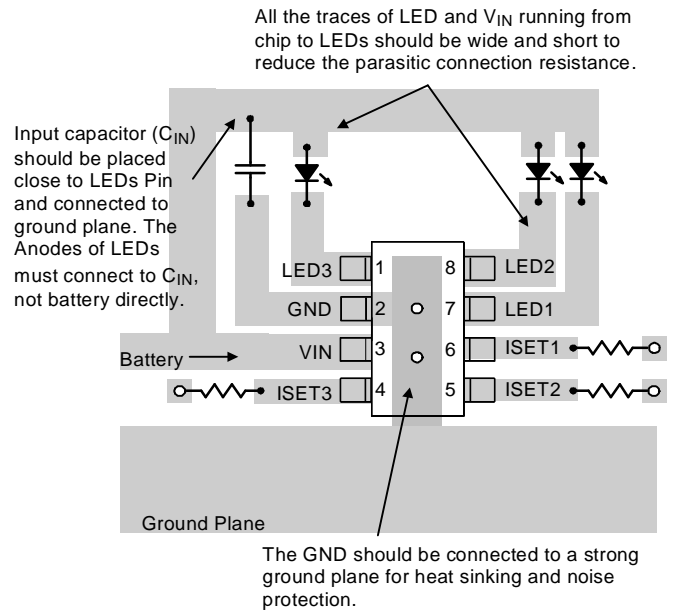 All the traces of LED and VIN running from
chip to LEDs should be wide and short to
reduce the parasitic connection resistance.
Input capacitor (CIN)
should be placed
close to LEDs Pin
and connected to
ground plane. The
Anodes of LEDs
must connect to CIN,
not battery directly.
LED3 1 8 LED2
GND 2 7 LED1
VIN 3 6 ISET1
Battery
ISET3 4 5 ISET2
Ground Plane
The GND should be connected to a strong
ground plane for heat sinking and noise
protection.